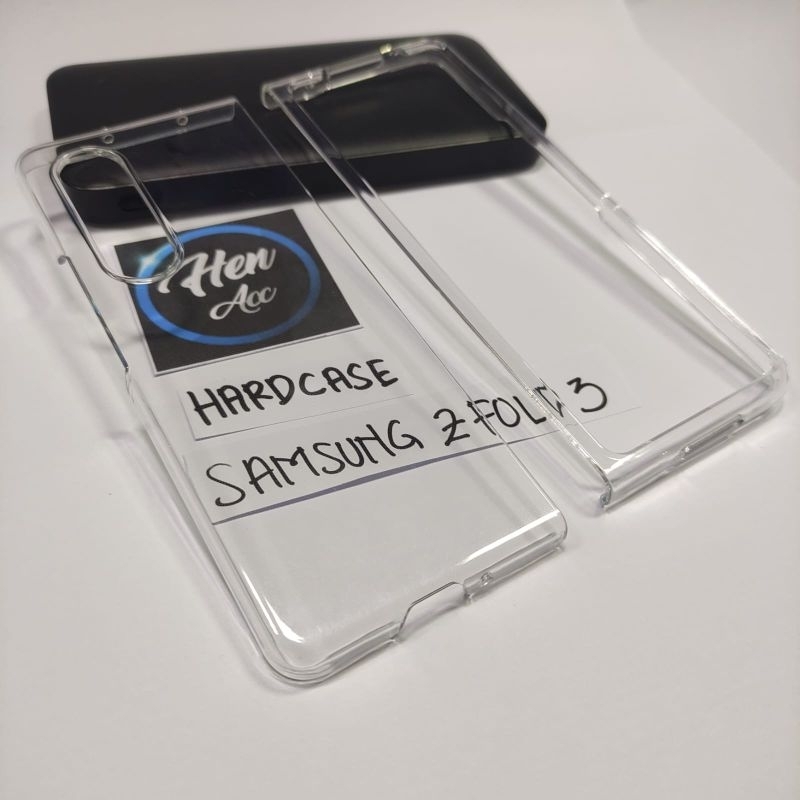 Hen
Acc
HARDCASE
SAMSUNG Z FOLD 3